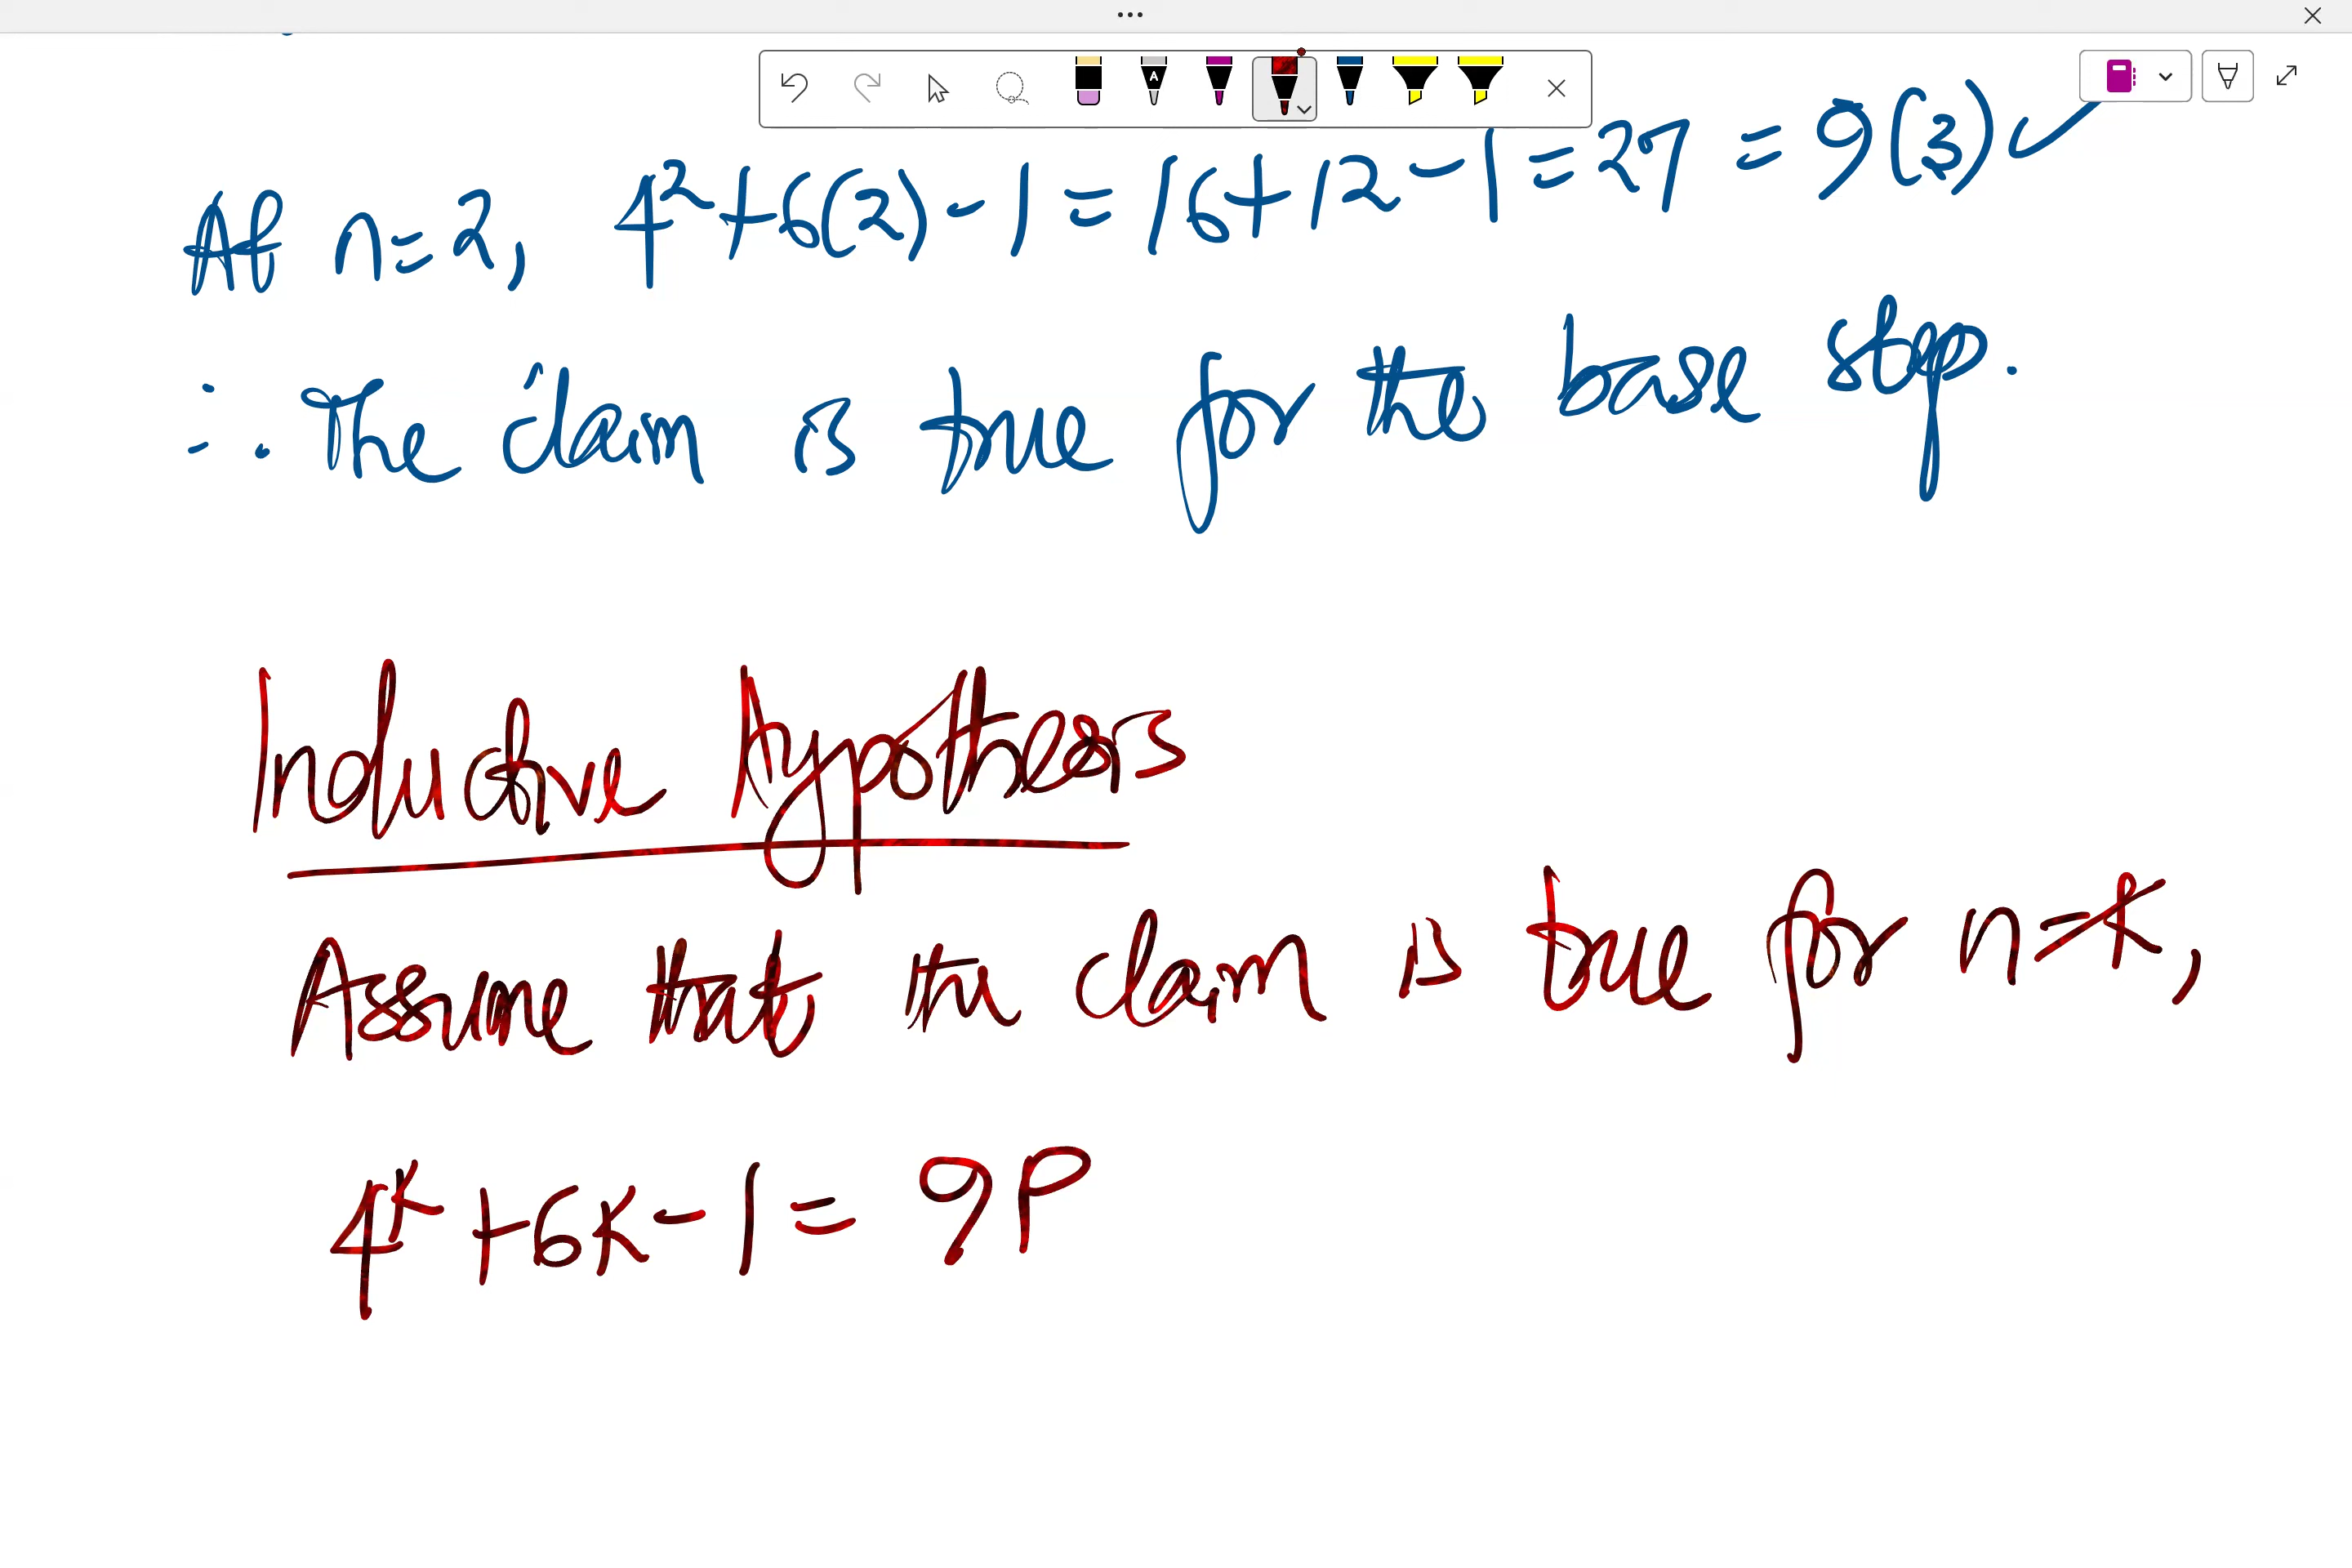 At n=2, 4²+6(2)-1 = 16+12-1=27 = 9(3)✓
∴ The claim is true for the base step.
Inductive hypothesis
Assume that the claim is true for n=k,
4ᵏ+6k-1= 9P